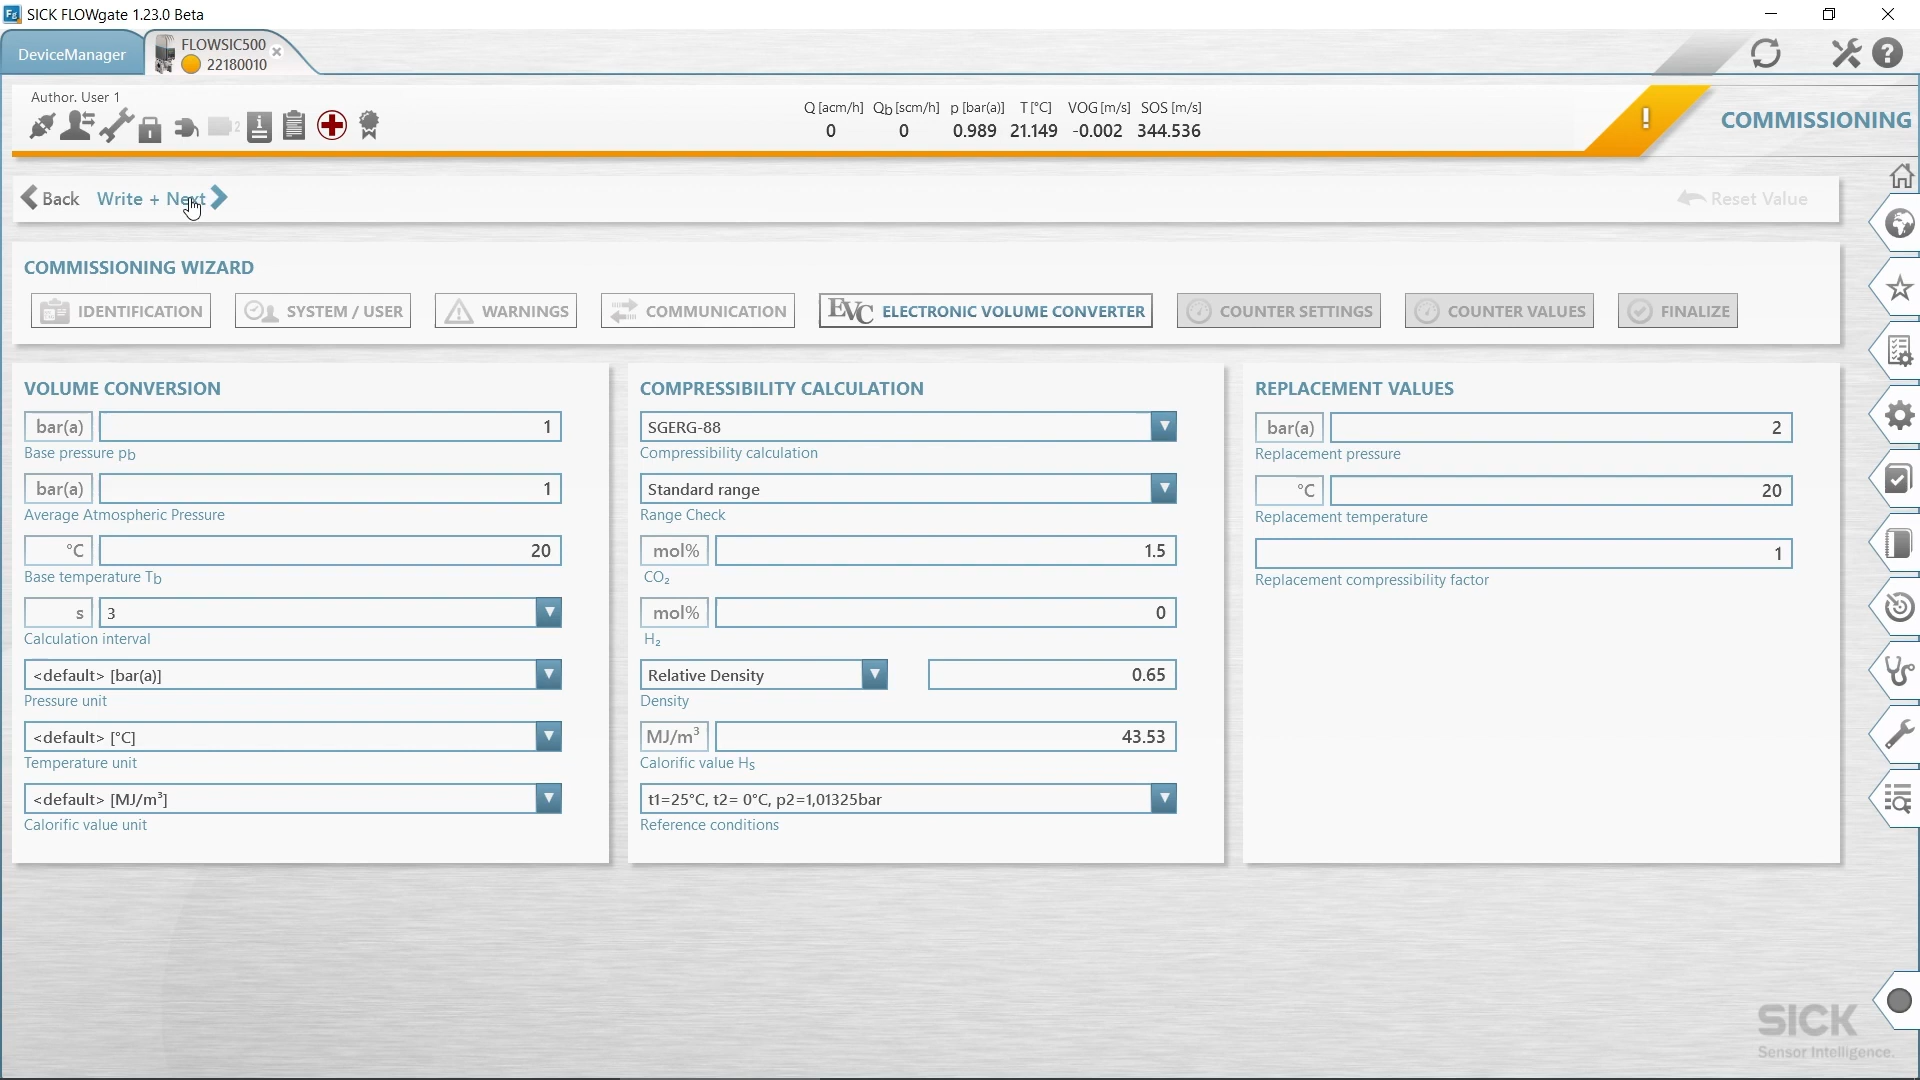 SICK FLOWgate 1.23.0 Beta
DeviceManager
FLOWSIC500
22180010
Author. User 1
2
Q [acm/h] Qb [scm/h] p [bar(a)] T [°C] VOG [m/s] SOS [m/s]
0 0 0.989 21.149 -0.002 344.536
!
COMMISSIONING
Back Write + Next
Reset Value
COMMISSIONING WIZARD
IDENTIFICATION
SYSTEM / USER
WARNINGS
COMMUNICATION
EVC ELECTRONIC VOLUME CONVERTER
COUNTER SETTINGS
COUNTER VALUES
FINALIZE
VOLUME CONVERSION
bar(a) 1
Base pressure pb
bar(a) 1
Average Atmospheric Pressure
°C 20
Base temperature Tb
s 3
Calculation interval
<default> [bar(a)]
Pressure unit
<default> [°C]
Temperature unit
<default> [MJ/m³]
Calorific value unit
COMPRESSIBILITY CALCULATION
SGERG-88
Compressibility calculation
Standard range
Range Check
mol% 1.5
CO₂
mol% 0
H₂
Relative Density 0.65
Density
MJ/m³ 43.53
Calorific value Hs
t1=25°C, t2= 0°C, p2=1,01325bar
Reference conditions
REPLACEMENT VALUES
bar(a) 2
Replacement pressure
°C 20
Replacement temperature
1
Replacement compressibility factor
SICK
Sensor Intelligence.